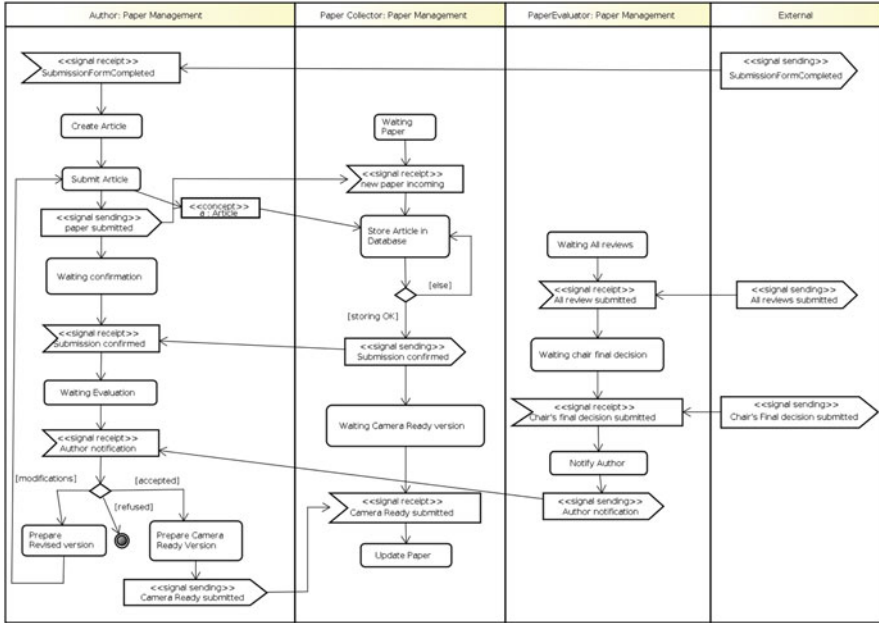 Author: Paper Management
Paper Collector: Paper Management
PaperEvaluator: Paper Management
External
<<signal receipt>>
SubmissionFormCompleted
Create Article
Submit Article
<<signal sending>>
paper submitted
<<concept>>
a : Article
Waiting confirmation
<<signal receipt>>
Submission confirmed
Waiting Evaluation
<<signal receipt>>
Author notification
[modifications]
[accepted]
[refused]
Prepare
Revised version
Prepare Camera
Ready Version
<<signal sending>>
Camera Ready submitted
Waiting
Paper
<<signal receipt>>
new paper incoming
Store Article in
Database
[else]
[storing OK]
<<signal sending>>
Submission confirmed
Waiting Camera Ready version
<<signal receipt>>
Camera Ready submitted
Update Paper
Waiting All reviews
<<signal receipt>>
All review submitted
Waiting chair final decision
<<signal receipt>>
Chair's final decision submitted
Notify Author
<<signal sending>>
Author notification
<<signal sending>>
SubmissionFormCompleted
<<signal sending>>
All reviews submitted
<<signal sending>>
Chair's Final decision submitted